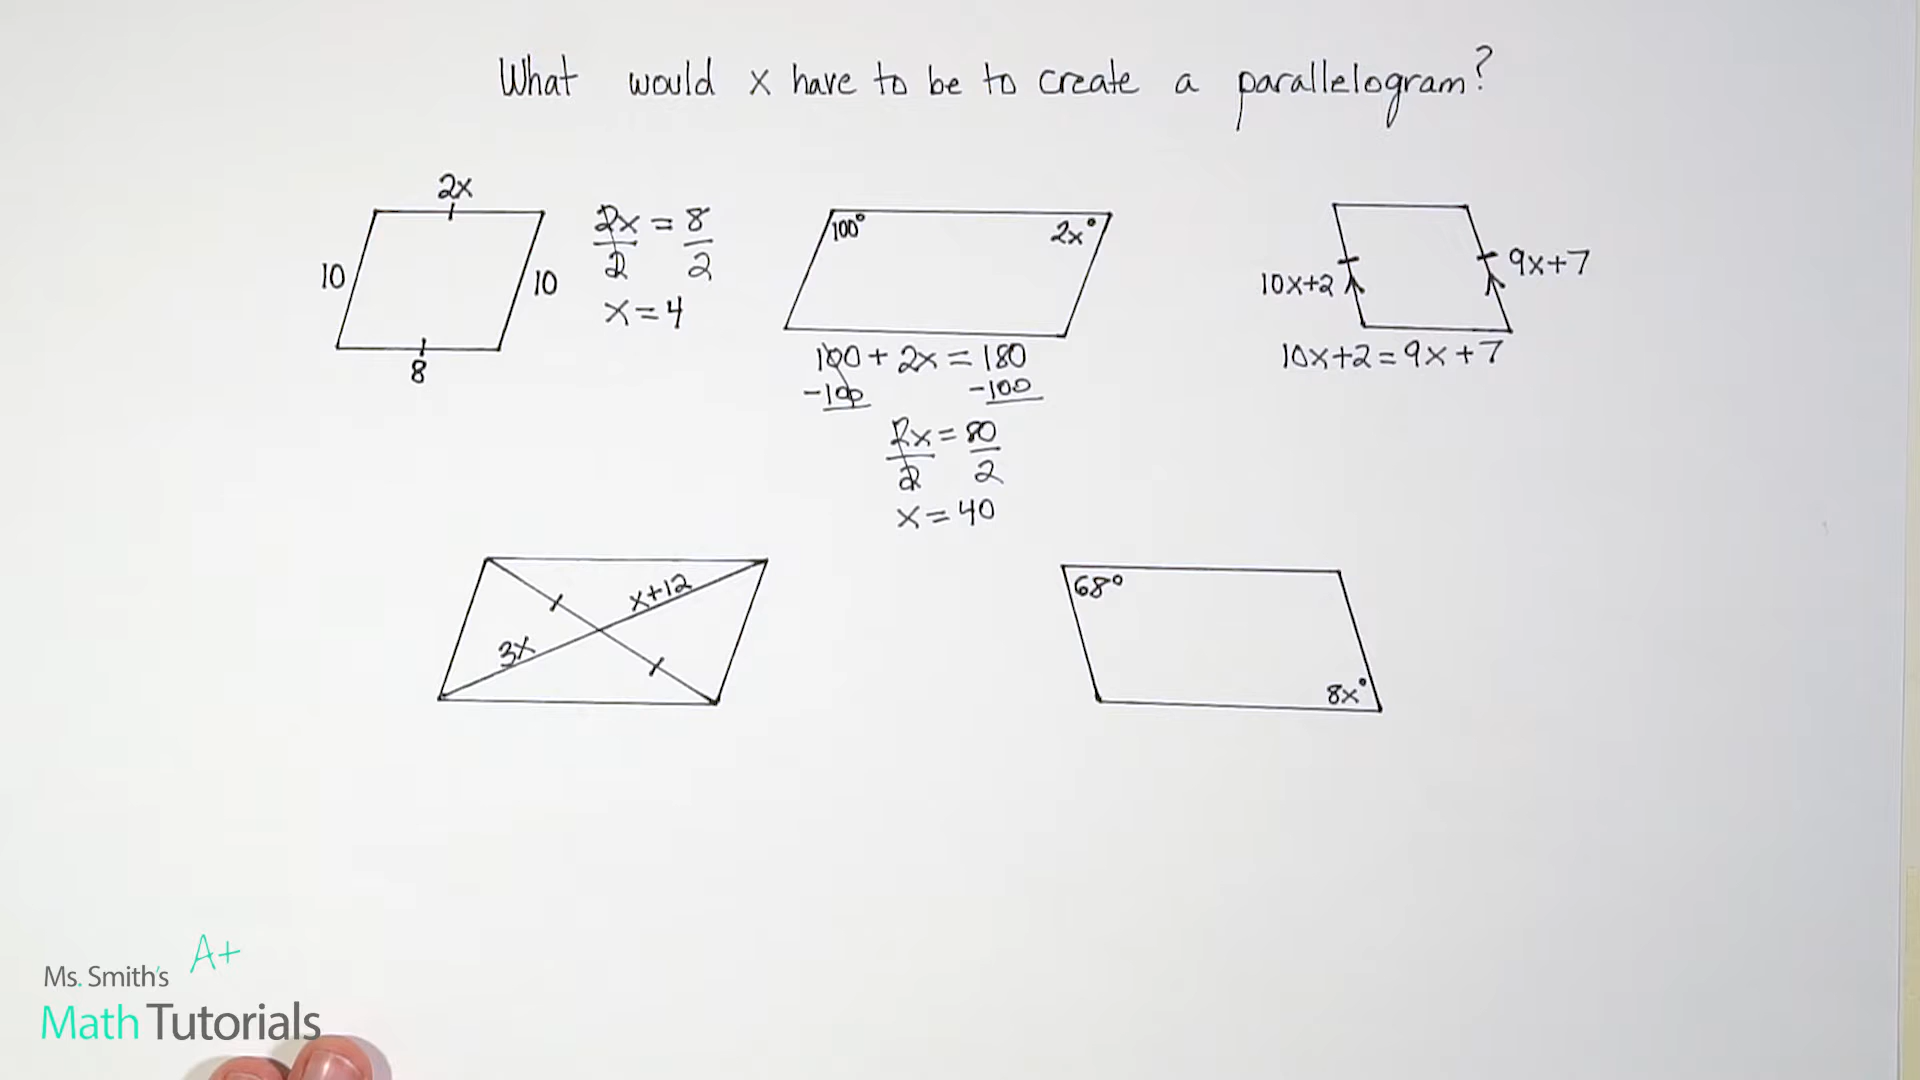 What would x have to be to create a parallelogram?
2x
10
10
8
2x = 8
2 2
x = 4
100°
2x°
100 + 2x = 180
-100 -100
2x = 80
2 2
x = 40
10x+2
9x+7
10x+2 = 9x+7
3x
x+12
68°
8x°
A+
Ms. Smith's
Math Tutorials